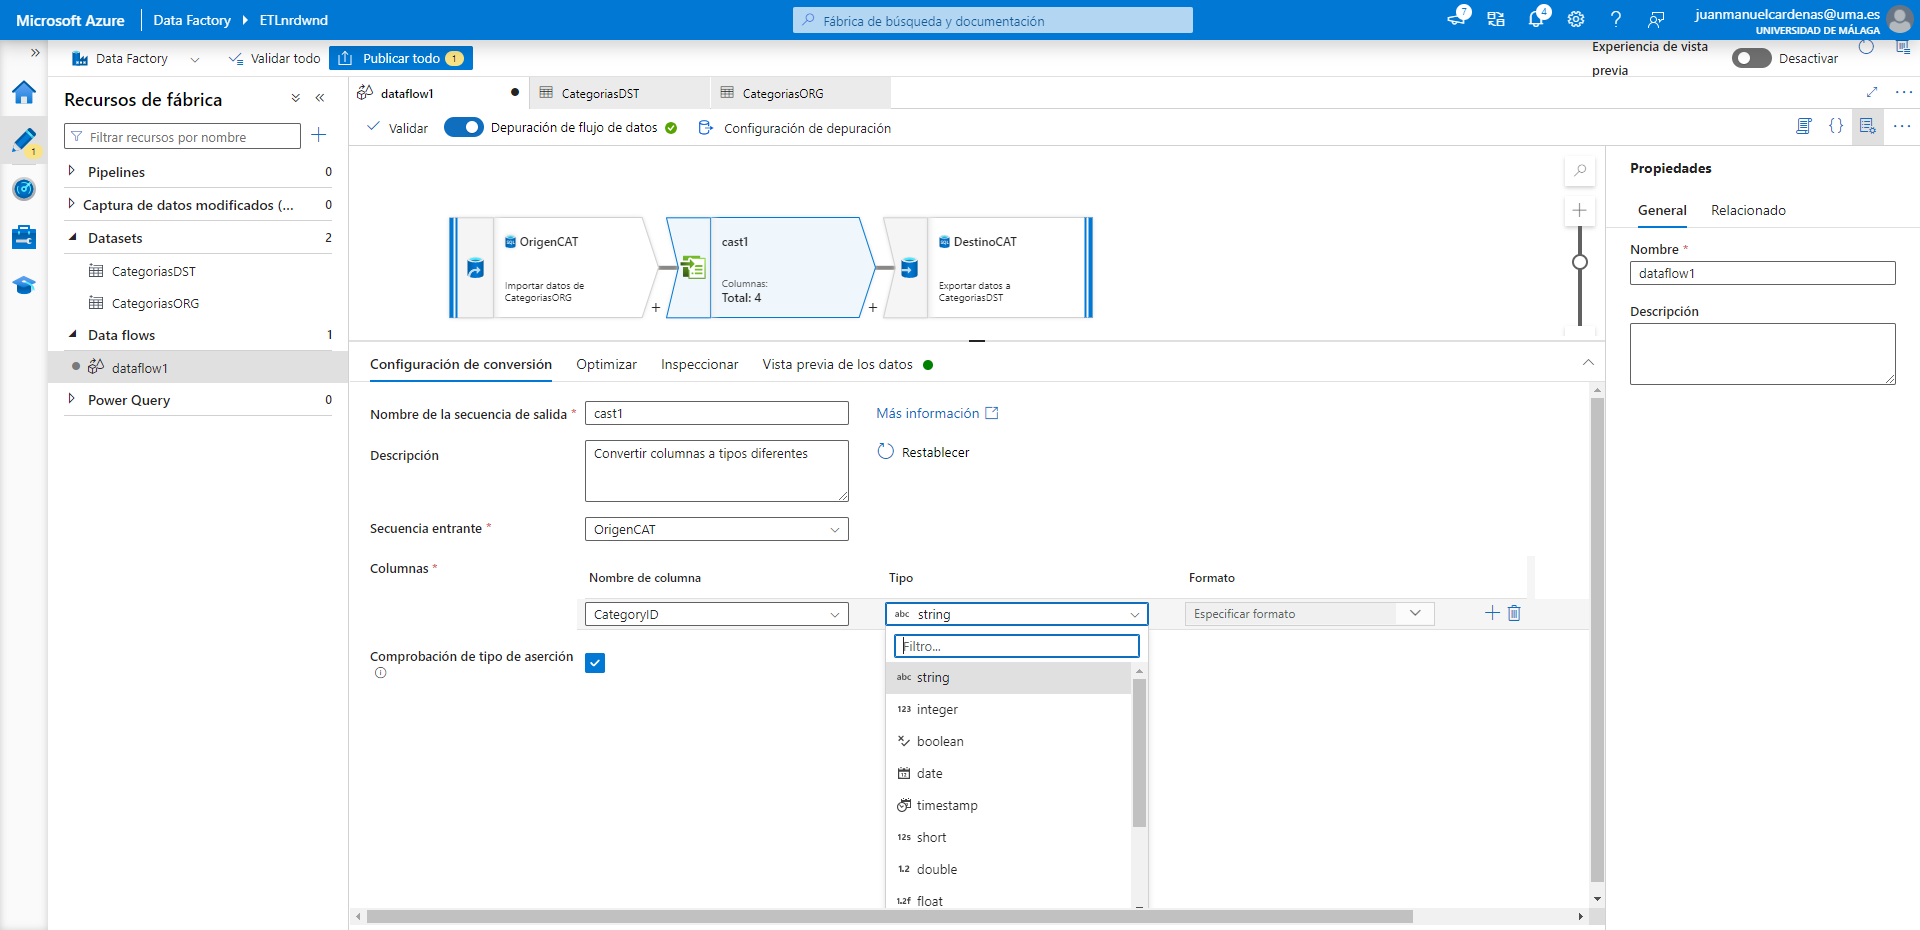 Microsoft Azure
Data Factory
ETLnrdwnd
Fábrica de búsqueda y documentación
7
4
juanmanuelcardenas@uma.es
UNIVERSIDAD DE MÁLAGA
Data Factory
Validar todo
Publicar todo
1
Experiencia de vista
previa
Desactivar
1
Recursos de fábrica
Filtrar recursos por nombre
Pipelines
0
Captura de datos modificados (...
0
Datasets
2
CategoriasDST
CategoriasORG
Data flows
1
dataflow1
Power Query
0
dataflow1
CategoriasDST
CategoriasORG
Validar
Depuración de flujo de datos
Configuración de depuración
OrigenCAT
Importar datos de
CategoriasORG
cast1
Columnas:
Total: 4
DestinoCAT
Exportar datos a
CategoriasDST
Configuración de conversión
Optimizar
Inspeccionar
Vista previa de los datos
Nombre de la secuencia de salida *
cast1
Más información
Descripción
Convertir columnas a tipos diferentes
Restablecer
Secuencia entrante *
OrigenCAT
Columnas *
Nombre de columna
Tipo
Formato
CategoryID
abc string
Especificar formato
Comprobación de tipo de aserción
Filtro...
abc string
123 integer
boolean
date
timestamp
12s short
1.2 double
1.2f float
Propiedades
General
Relacionado
Nombre *
dataflow1
Descripción